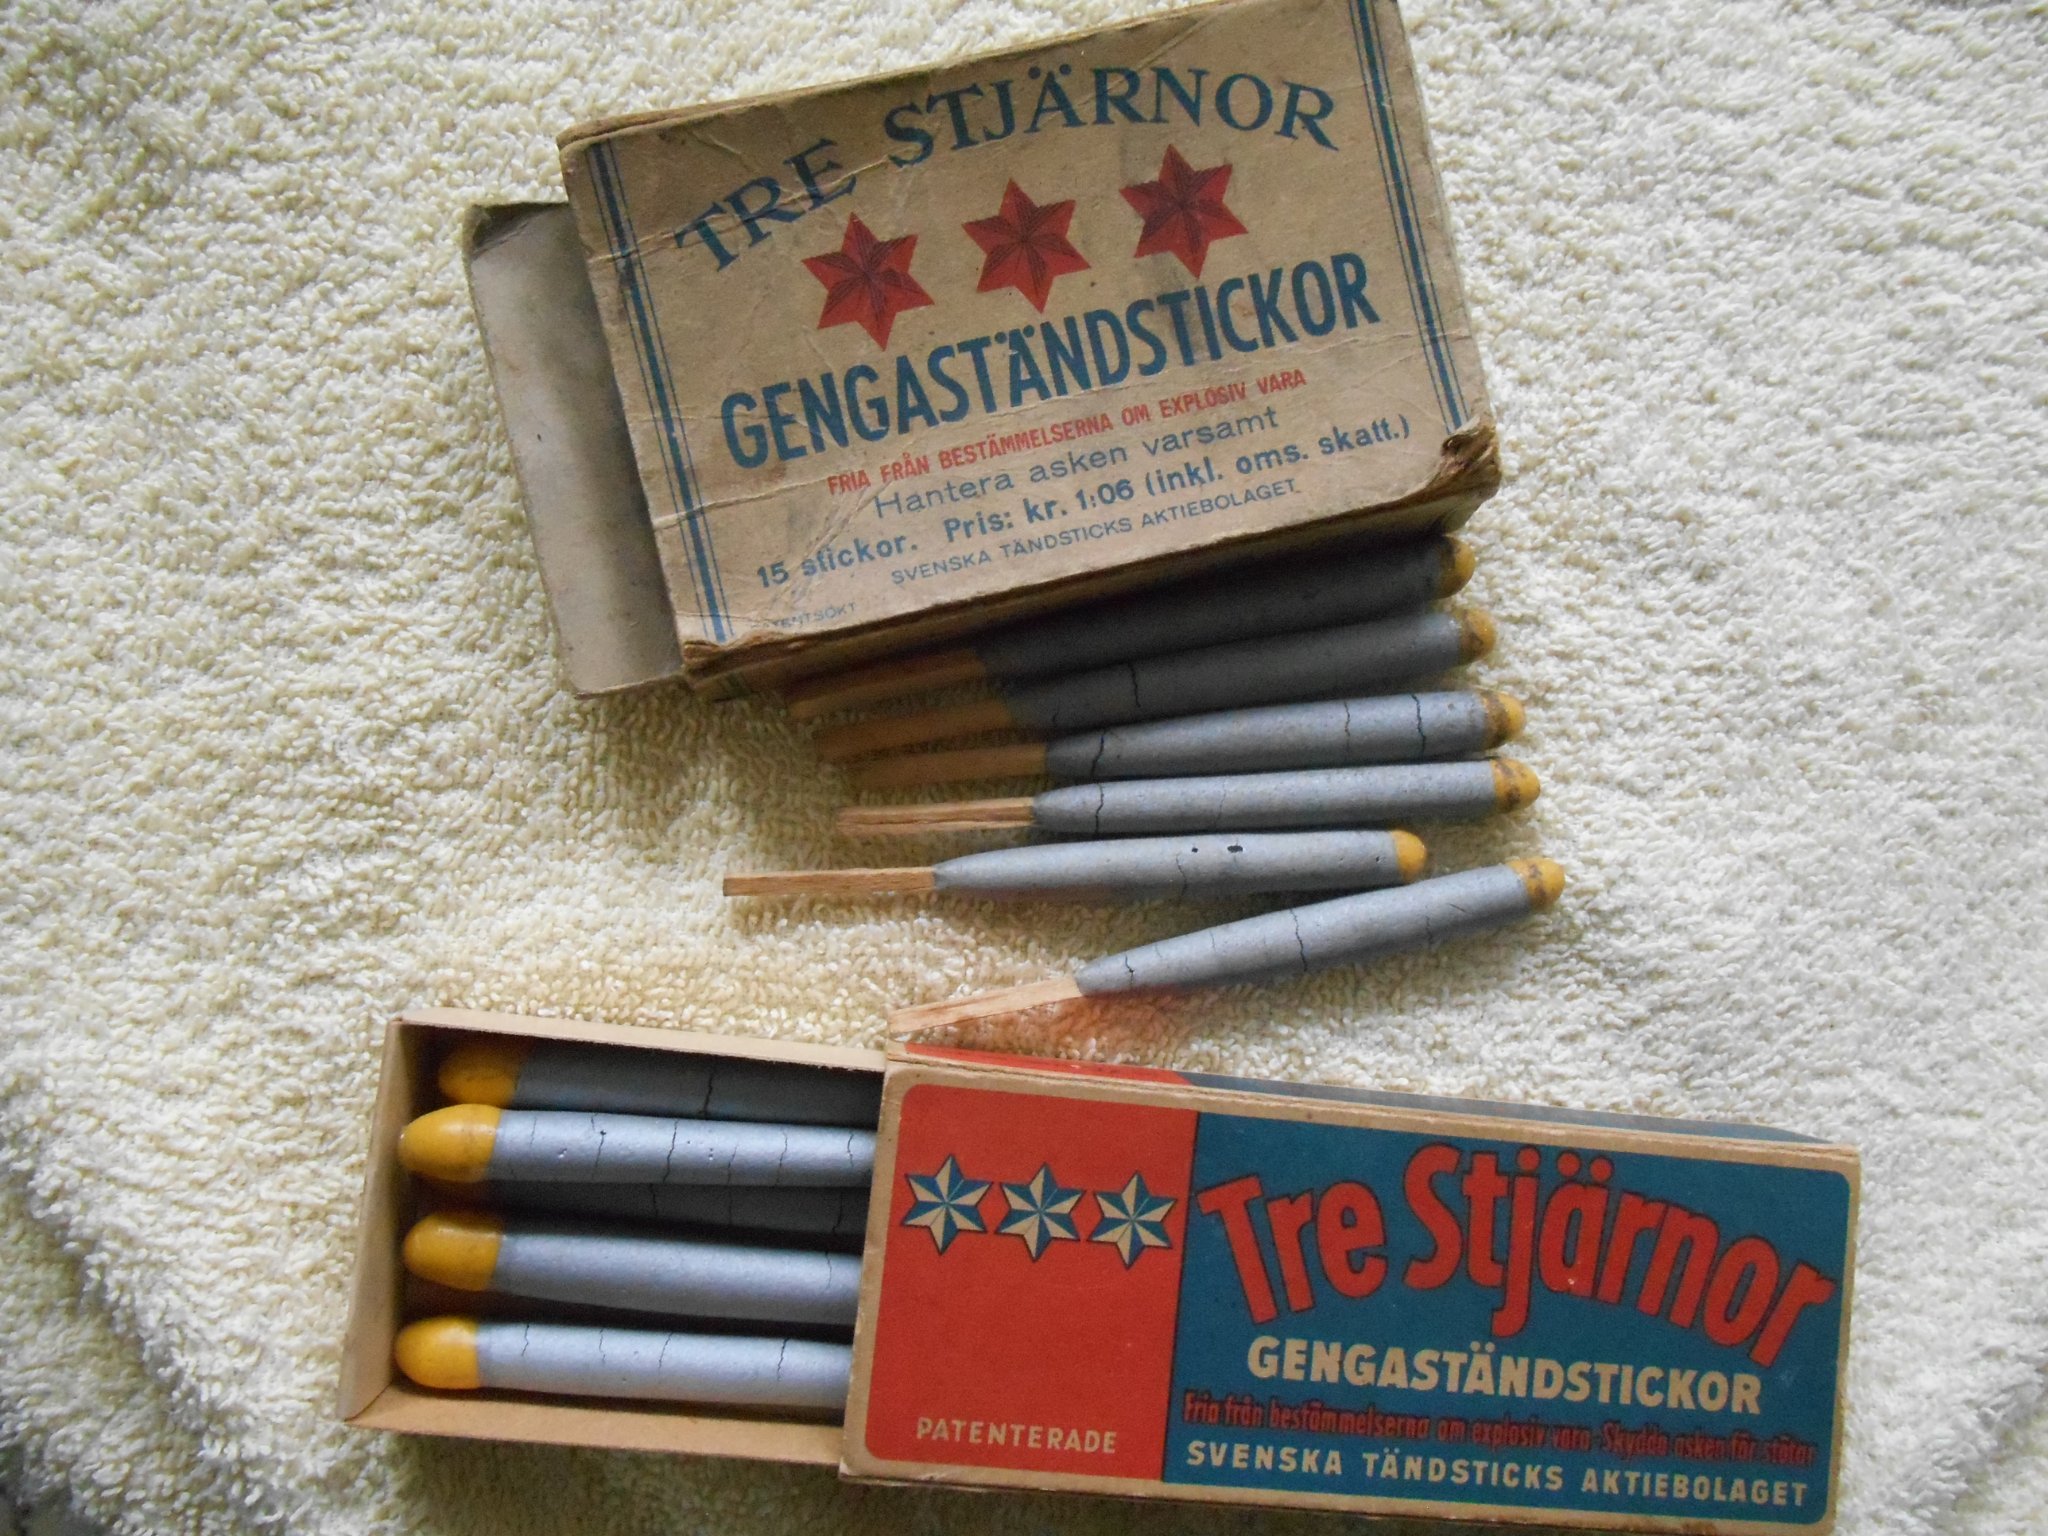 TRE STJÄRNOR
GENGASTÄNDSTICKOR
FRIA FRÅN BESTÄMMELSERNA OM EXPLOSIV VARA
Hantera asken varsamt
15 stickor. Pris: kr. 1:06 (inkl. oms. skatt.)
SVENSKA TÄNDSTICKS AKTIEBOLAGET
Tre Stjärnor
GENGASTÄNDSTICKOR
Fria från bestämmelserna om explosiv vara. Skydda asken för stötar
PATENTERADE
SVENSKA TÄNDSTICKS AKTIEBOLAGET